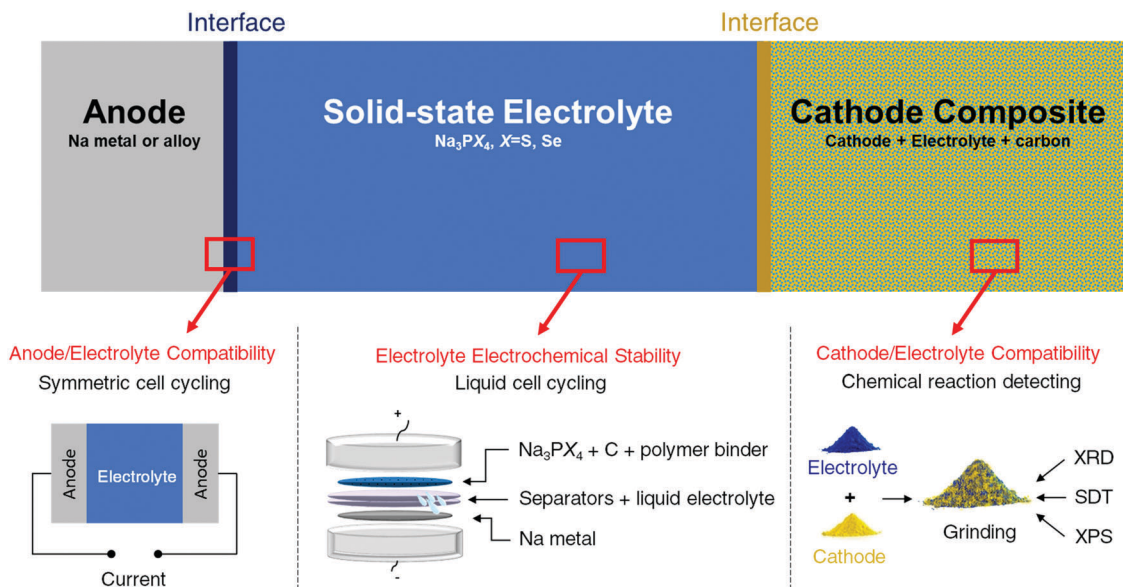 Interface
Interface
Anode
Na metal or alloy
Solid-state Electrolyte
Na₃PX₄, X=S, Se
Cathode Composite
Cathode + Electrolyte + carbon
Anode/Electrolyte Compatibility
Symmetric cell cycling
Anode
Electrolyte
Anode
Current
Electrolyte Electrochemical Stability
Liquid cell cycling
+
Na₃PX₄ + C + polymer binder
Separators + liquid electrolyte
Na metal
-
Cathode/Electrolyte Compatibility
Chemical reaction detecting
Electrolyte
+
Cathode
Grinding
XRD
SDT
XPS